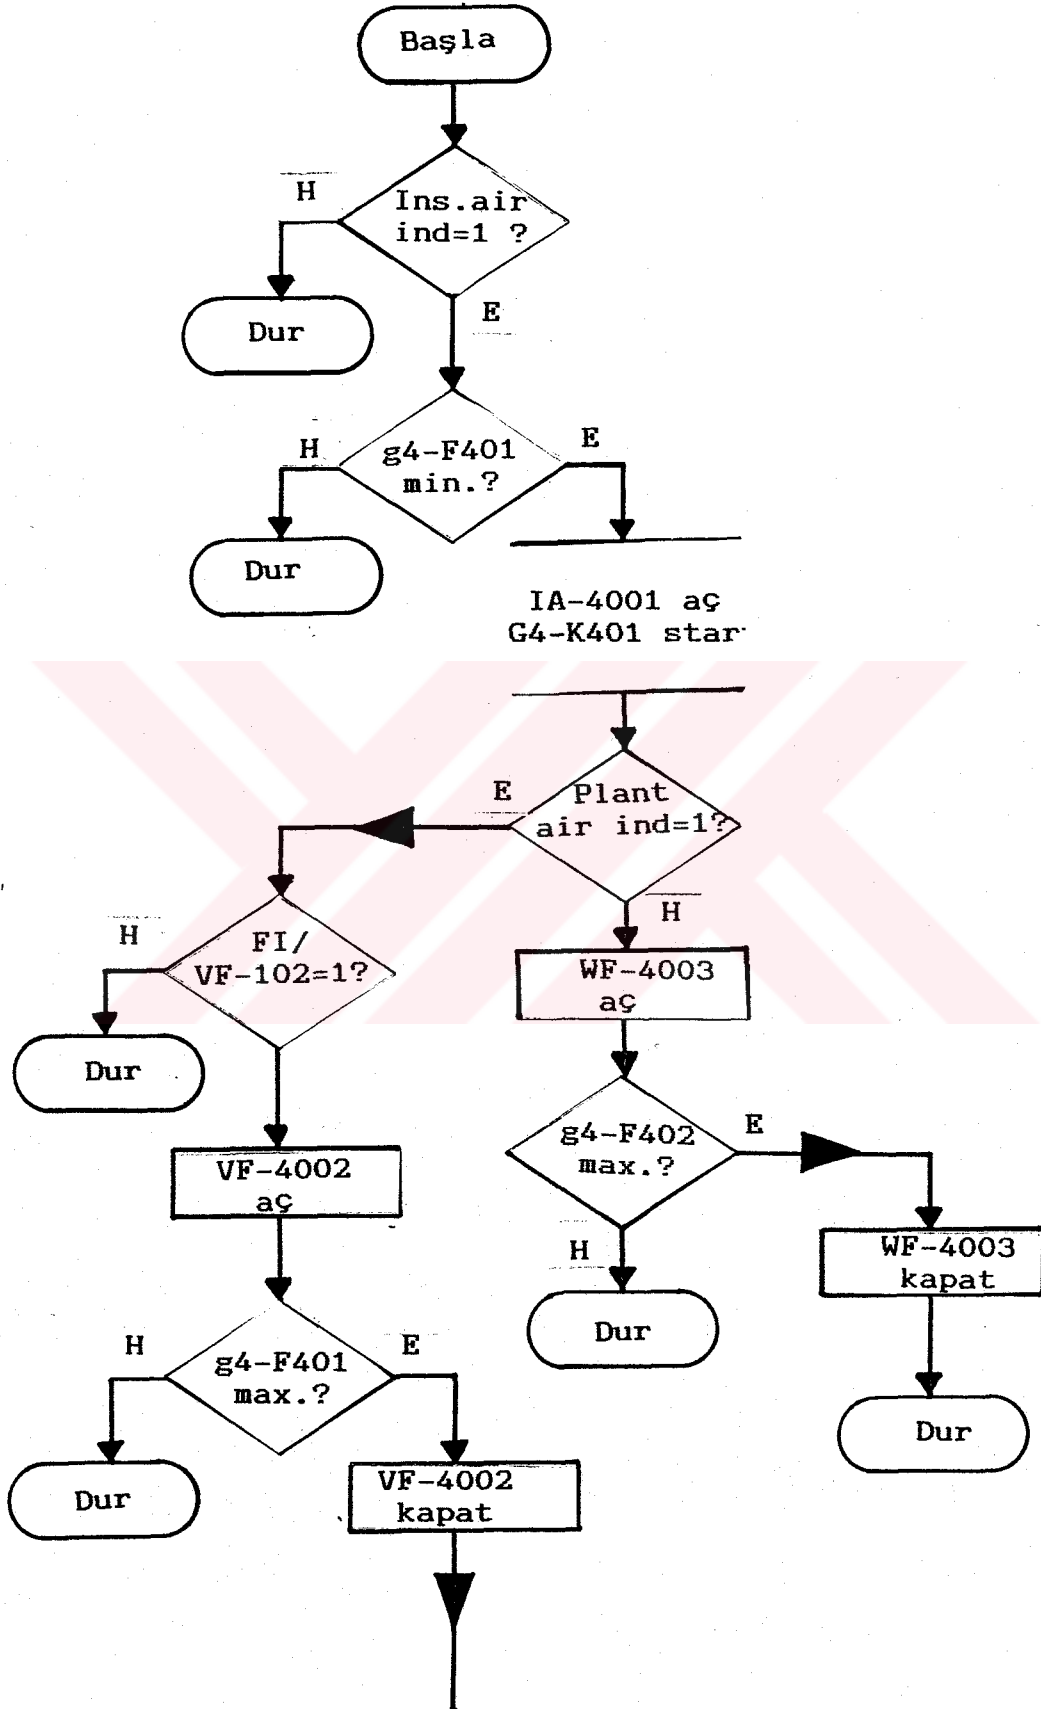 Başla
H
Ins.air
ind=1 ?
E
Dur
H
g4-F401
min.?
E
Dur
IA-4001 aç
G4-K401 star
E
Plant
air ind=1?
H
H
FI/
VF-102=1?
WF-4003
aç
Dur
g4-F402
max.?
E
VF-4002
aç
H
WF-4003
kapat
Dur
H
g4-F401
max.?
E
Dur
Dur
VF-4002
kapat